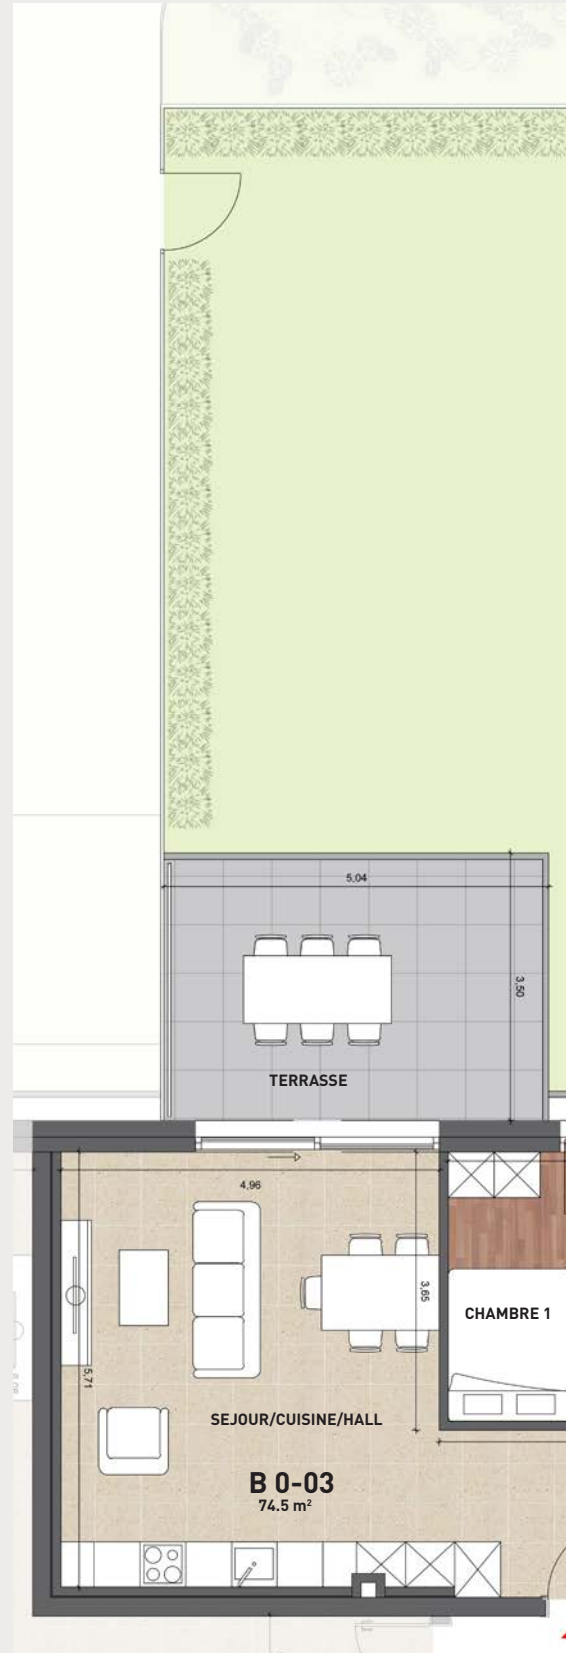 5,04
3,50
TERRASSE
4,96
3,65
CHAMBRE 1
5,71
SEJOUR/CUISINE/HALL
B 0-03
74.5 m²